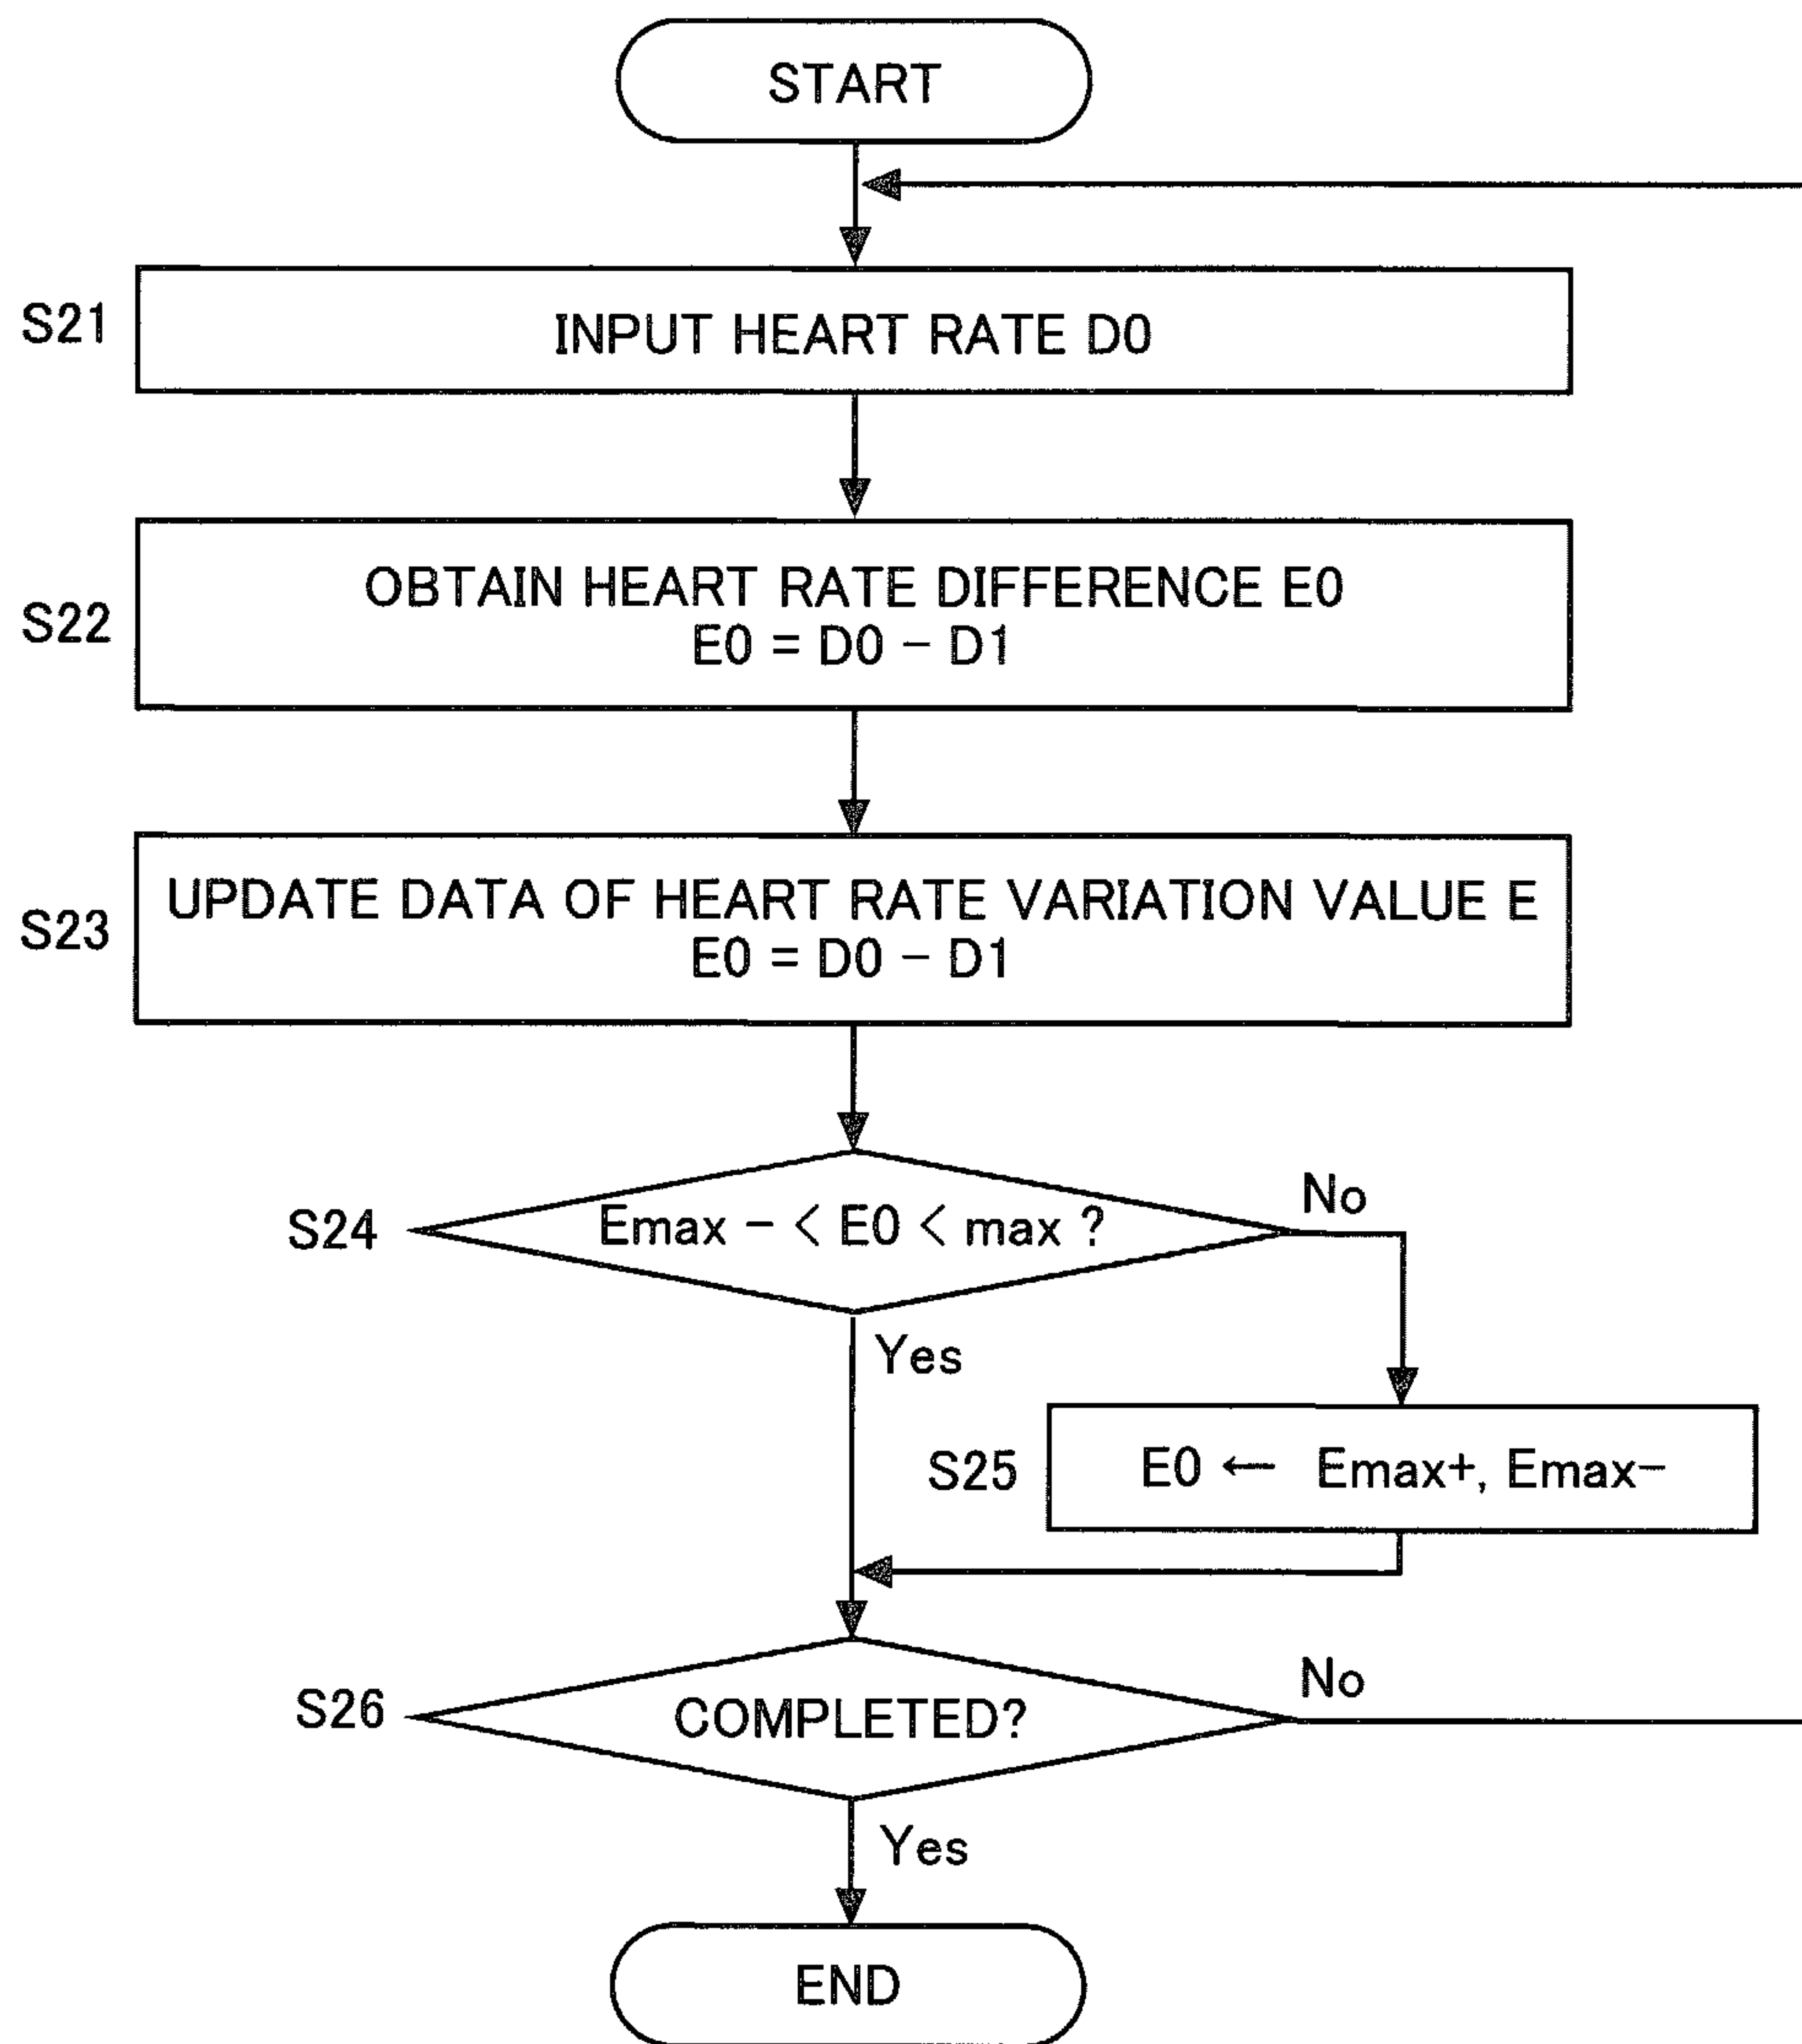 START
S21
INPUT HEART RATE D0
S22
OBTAIN HEART RATE DIFFERENCE E0
E0 = D0 − D1
S23
UPDATE DATA OF HEART RATE VARIATION VALUE E
E0 = D0 − D1
S24
Emax − < E0 < max ?
No
Yes
S25
E0 ← Emax+, Emax−
S26
COMPLETED?
No
Yes
END